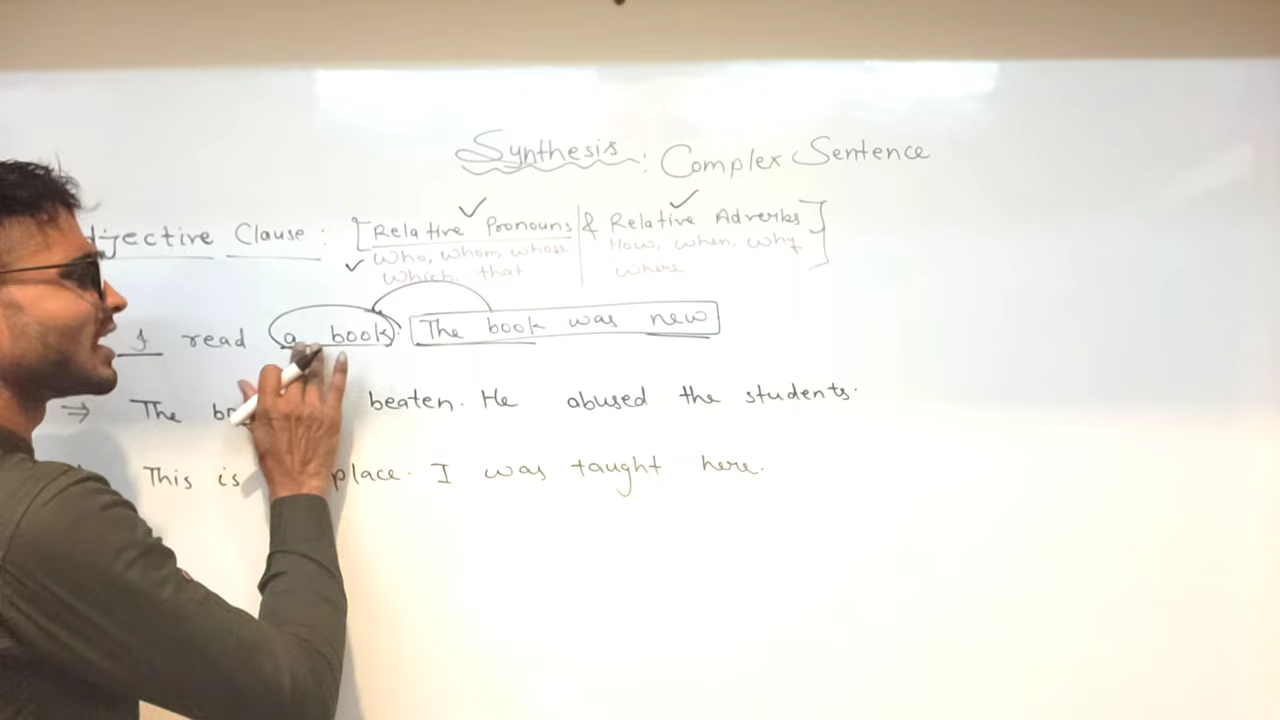 Synthesis : Complex Sentence
djective Clause : [Relative Pronouns & Relative Adverbs]
Who, whom, whose How, when, why
which, that where
I read a book. The book was new
⇒ The br beaten. He abused the students.
This is place. I was taught here.